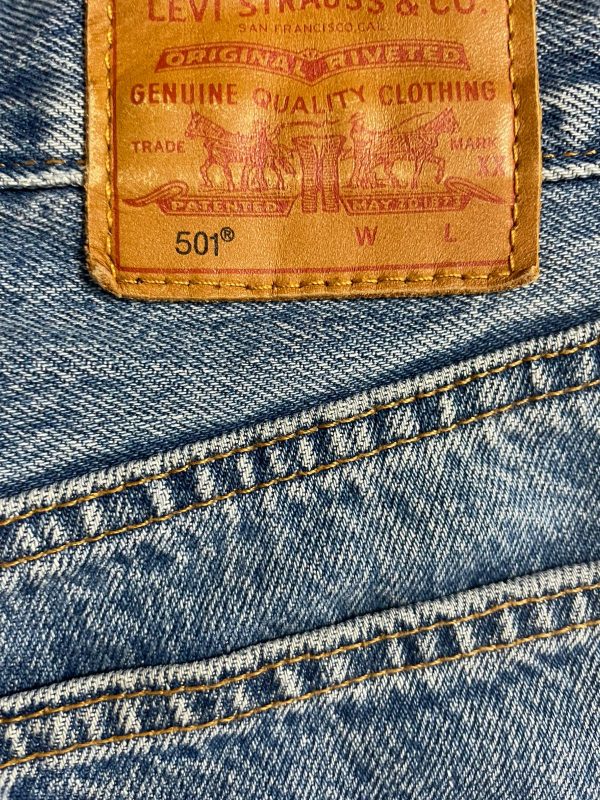 LEVI STRAUSS & CO.
SAN FRANCISCO, CAL.
ORIGINAL RIVETED
GENUINE QUALITY CLOTHING
TRADE MARK
XX
PATENTED MAY 20 1873
501® W L